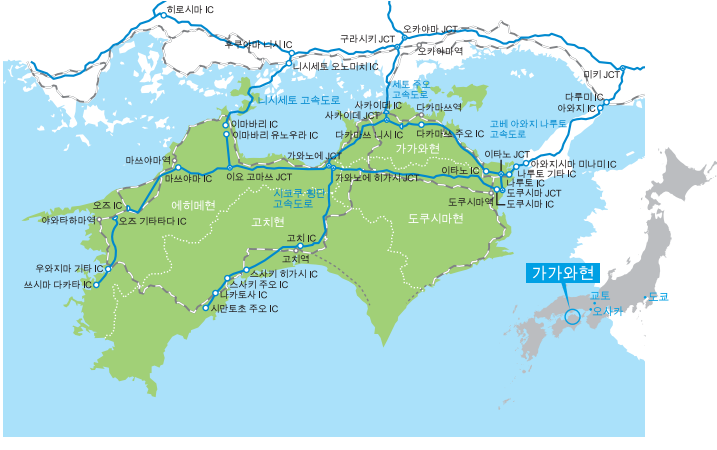 히로시마 IC
오카야마 JCT
구라시키 JCT
후쿠야마 니시 IC
오카야마역
니시세토 오노미치 IC
미키 JCT
세토 주오
고속도로
니시세토 고속도로
다루미 IC
사카이데 IC
다카마쓰역
아와지 IC
사카이데 JCT
고베 아와지 나루토
고속도로
이마바리 IC
이마바리 유노우라 IC
다카마쓰 니시 IC
다카마쓰 주오 IC
가가와현
가와노에 JCT
이타노 JCT
마쓰야마역
아와지시마 미나미 IC
마쓰야마 IC
이요 고마쓰 JCT
가와노에 히가시 JCT
이타노 IC
나루토 기타 IC
나루토 IC
시코쿠 횡단
고속도로
도쿠시마 JCT
도쿠시마역
도쿠시마 IC
오즈 IC
에히메현
아와타하마역
오즈 기타타다 IC
고치현
도쿠시마현
고치 IC
고치역
우와지마 기타 IC
스사키 히가시 IC
쓰시마 다카타 IC
스사키 주오 IC
나카토사 IC
시만토초 주오 IC
가가와현
교토
도쿄
오사카